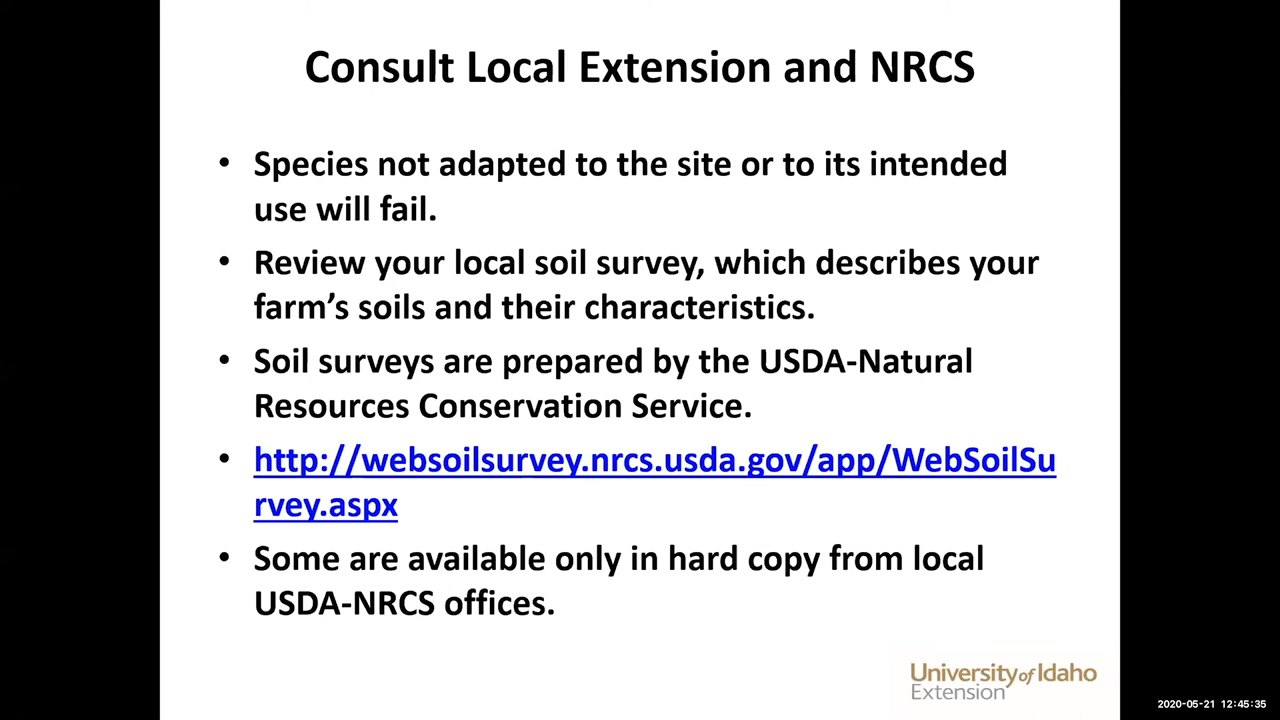 Consult Local Extension and NRCS
• Species not adapted to the site or to its intended
use will fail.
• Review your local soil survey, which describes your
farm’s soils and their characteristics.
• Soil surveys are prepared by the USDA-Natural
Resources Conservation Service.
• http://websoilsurvey.nrcs.usda.gov/app/WebSoilSu
rvey.aspx
• Some are available only in hard copy from local
USDA-NRCS offices.
University of Idaho
Extension
2020-05-21 12:45:35